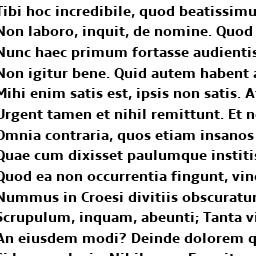 Tibi hoc incredibile, quod beatissimu
Non laboro, inquit, de nomine. Quod
Nunc haec primum fortasse audientis
Non igitur bene. Quid autem habent a
Mihi enim satis est, ipsis non satis. A
Urgent tamen et nihil remittunt. Et n
Omnia contraria, quos etiam insanos
Quae cum dixisset paulumque institis
Quod ea non occurrentia fingunt, vin
Nummus in Croesi divitiis obscuratur
Scrupulum, inquam, abeunti; Tanta vi
An eiusdem modi? Deinde dolorem q